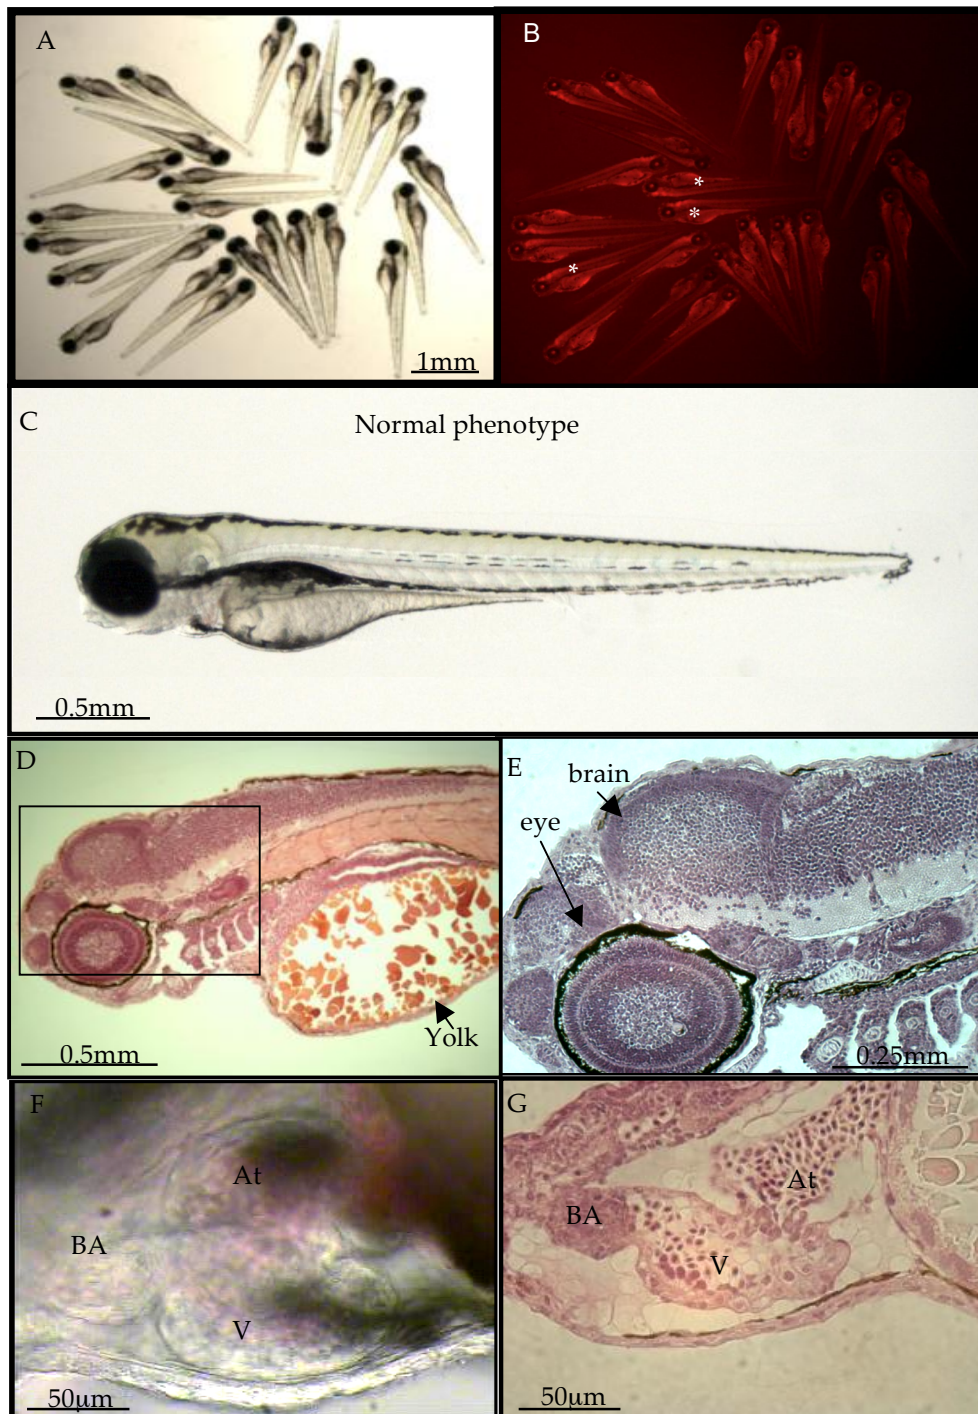 A
B
*
*
*
1mm
C
Normal phenotype
0.5mm
D
Yolk
0.5mm
E
brain
eye
0.25mm
F
At
BA
V
50µm
G
At
BA
V
50µm